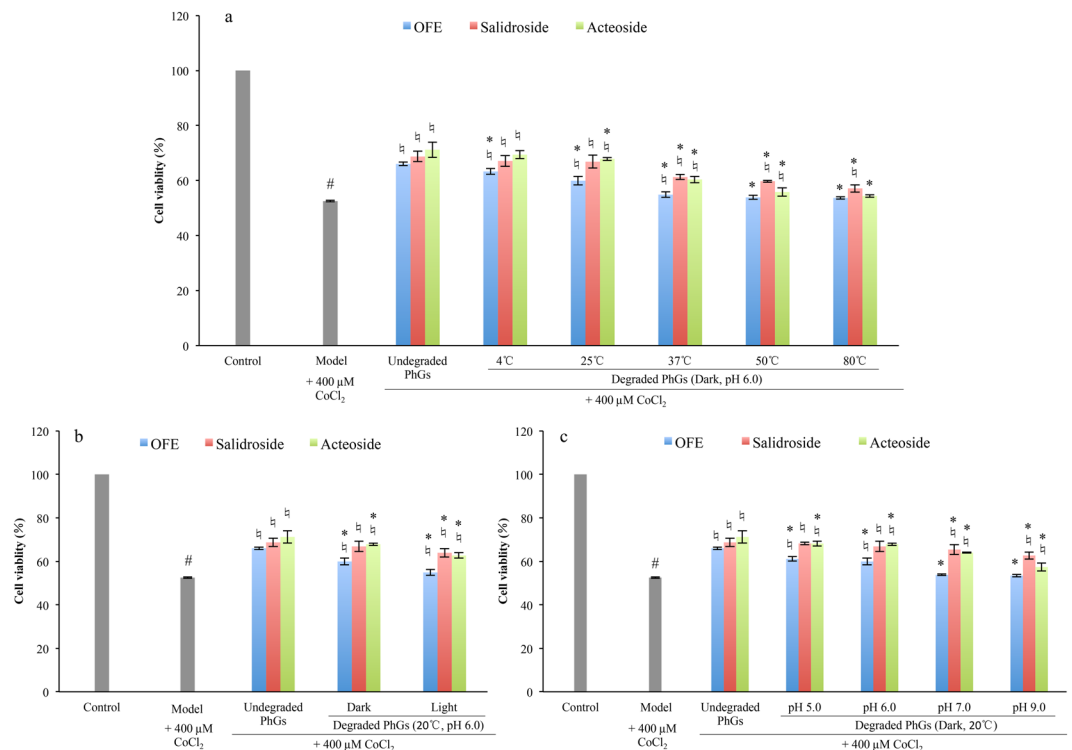 a
OFE Salidroside Acteoside
Cell viablity (%)
120
100
80
60
40
20
0
#
♮ ♮ ♮ * ♮ ♮ ♮ * ♮ ♮ * ♮ * ♮ * ♮ * ♮ * * ♮ * ♮ * * ♮ *
Control Model Undegraded PhGs 4℃ 25℃ 37℃ 50℃ 80℃
+ 400 µM CoCl₂
Degraded PhGs (Dark, pH 6.0)
+ 400 µM CoCl₂
b
OFE Salidroside Acteoside
Cell viablity (%)
120
100
80
60
40
20
0
#
♮ ♮ ♮ * ♮ ♮ * ♮ * ♮ * ♮ * ♮
Control Model Undegraded PhGs Dark Light
+ 400 µM CoCl₂
Degraded PhGs (20℃, pH 6.0)
+ 400 µM CoCl₂
c
OFE Salidroside Acteoside
Cell viablity (%)
120
100
80
60
40
20
0
#
♮ ♮ ♮ * ♮ ♮ * ♮ * ♮ ♮ * ♮ * * ♮ * ♮ * * ♮ * ♮
Control Model Undegraded PhGs pH 5.0 pH 6.0 pH 7.0 pH 9.0
+ 400 µM CoCl₂
Degraded PhGs (Dark, 20℃)
+ 400 µM CoCl₂